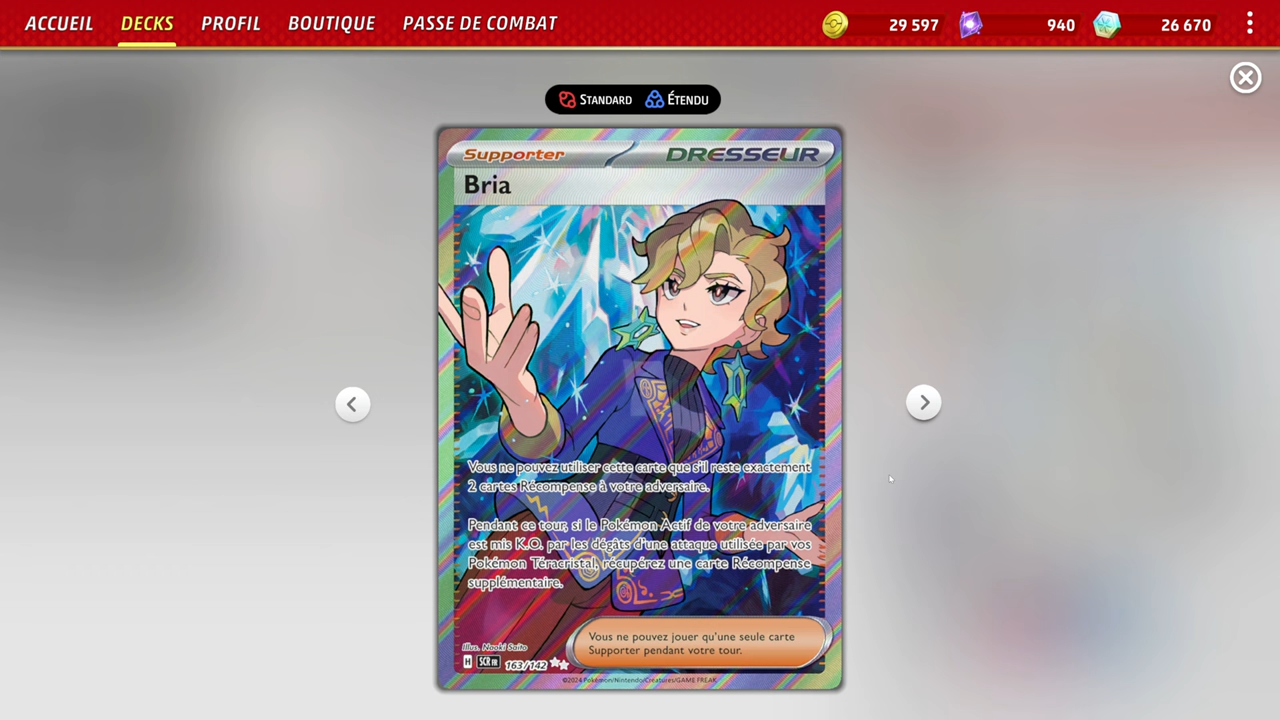 ACCUEIL DECKS PROFIL BOUTIQUE PASSE DE COMBAT 29 597 940 26 670
STANDARD ÉTENDU
Supporter DRESSEUR
Bria
Vous ne pouvez utiliser cette carte que s'il reste exactement
2 cartes Récompense à votre adversaire.
Pendant ce tour, si le Pokémon Actif de votre adversaire
est mis K.O. par les dégâts d'une attaque utilisée par vos
Pokémon Téracristal, récupérez une carte Récompense
supplémentaire.
Vous ne pouvez jouer qu'une seule carte
Supporter pendant votre tour.
Illus. Naoki Saito
H SCR FR 163/142
©2024 Pokémon/Nintendo/Creatures/GAME FREAK